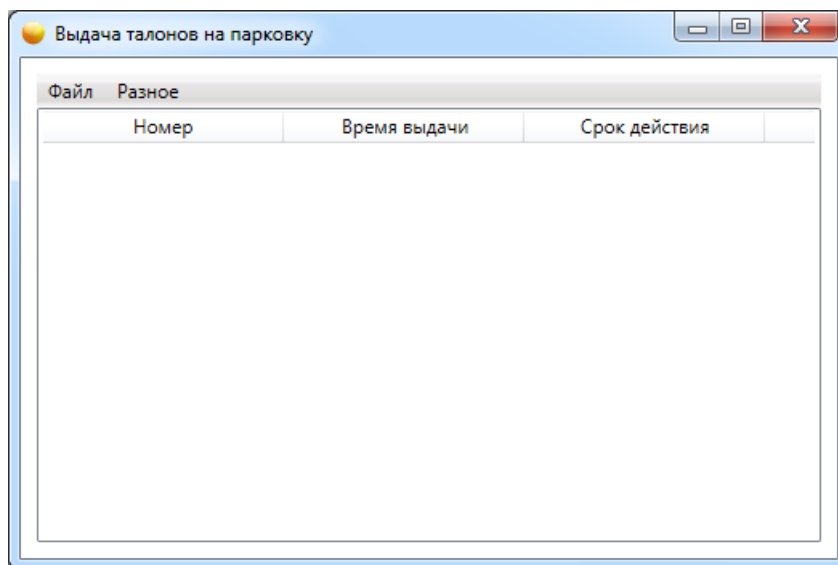 Выдача талонов на парковку
Файл Разное
Номер Время выдачи Срок действия